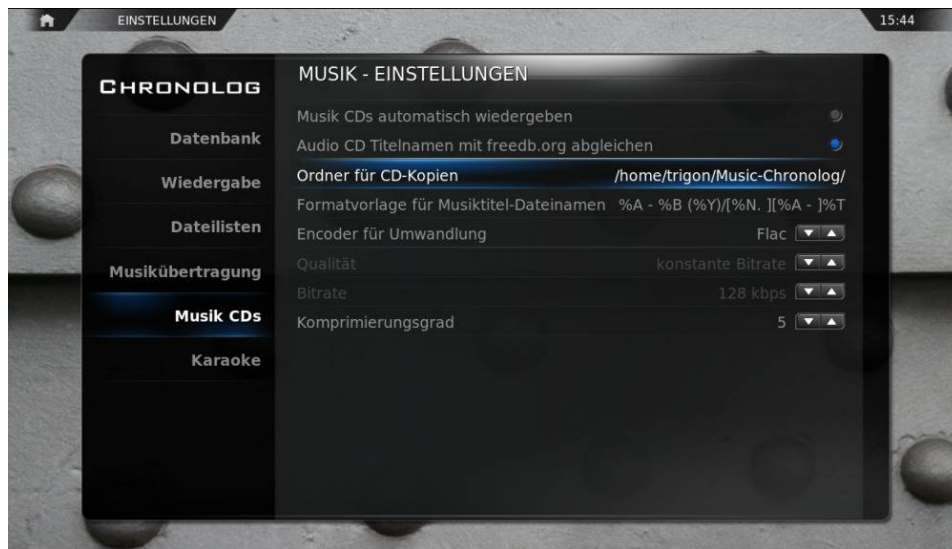 EINSTELLUNGEN
15:44
CHRONOLOG
Datenbank
Wiedergabe
Dateilisten
Musikübertragung
Musik CDs
Karaoke
MUSIK - EINSTELLUNGEN
Musik CDs automatisch wiedergeben
Audio CD Titelnamen mit freedb.org abgleichen
Ordner für CD-Kopien /home/trigon/Music-Chronolog/
Formatvorlage für Musiktitel-Dateinamen %A - %B (%Y)/[%N. ][%A - ]%T
Encoder für Umwandlung Flac
Qualität konstante Bitrate
Bitrate 128 kbps
Komprimierungsgrad 5